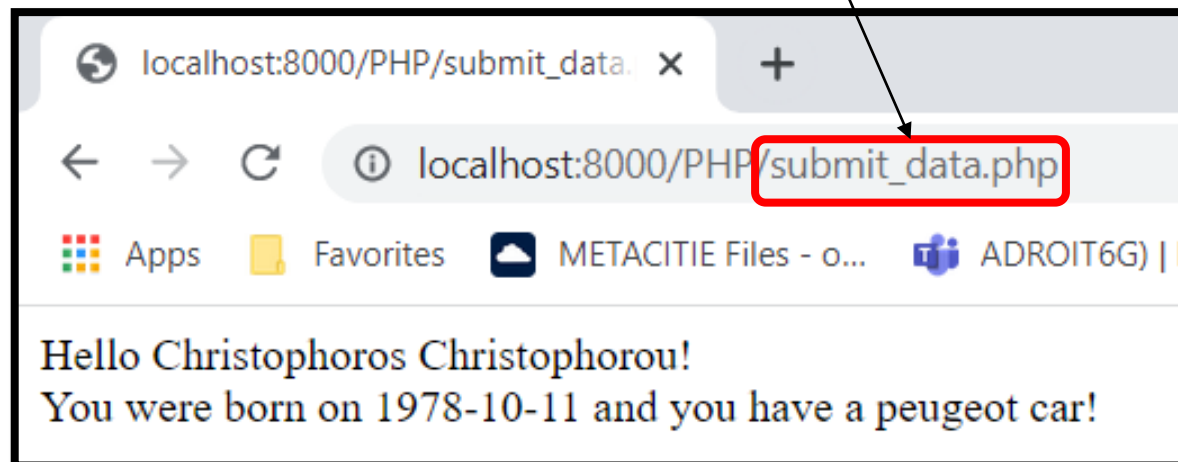 localhost:8000/PHP/submit_data.
localhost:8000/PHP/submit_data.php
Apps Favorites METACITIE Files - o... ADROIT6G) |
Hello Christophoros Christophorou!
You were born on 1978-10-11 and you have a peugeot car!